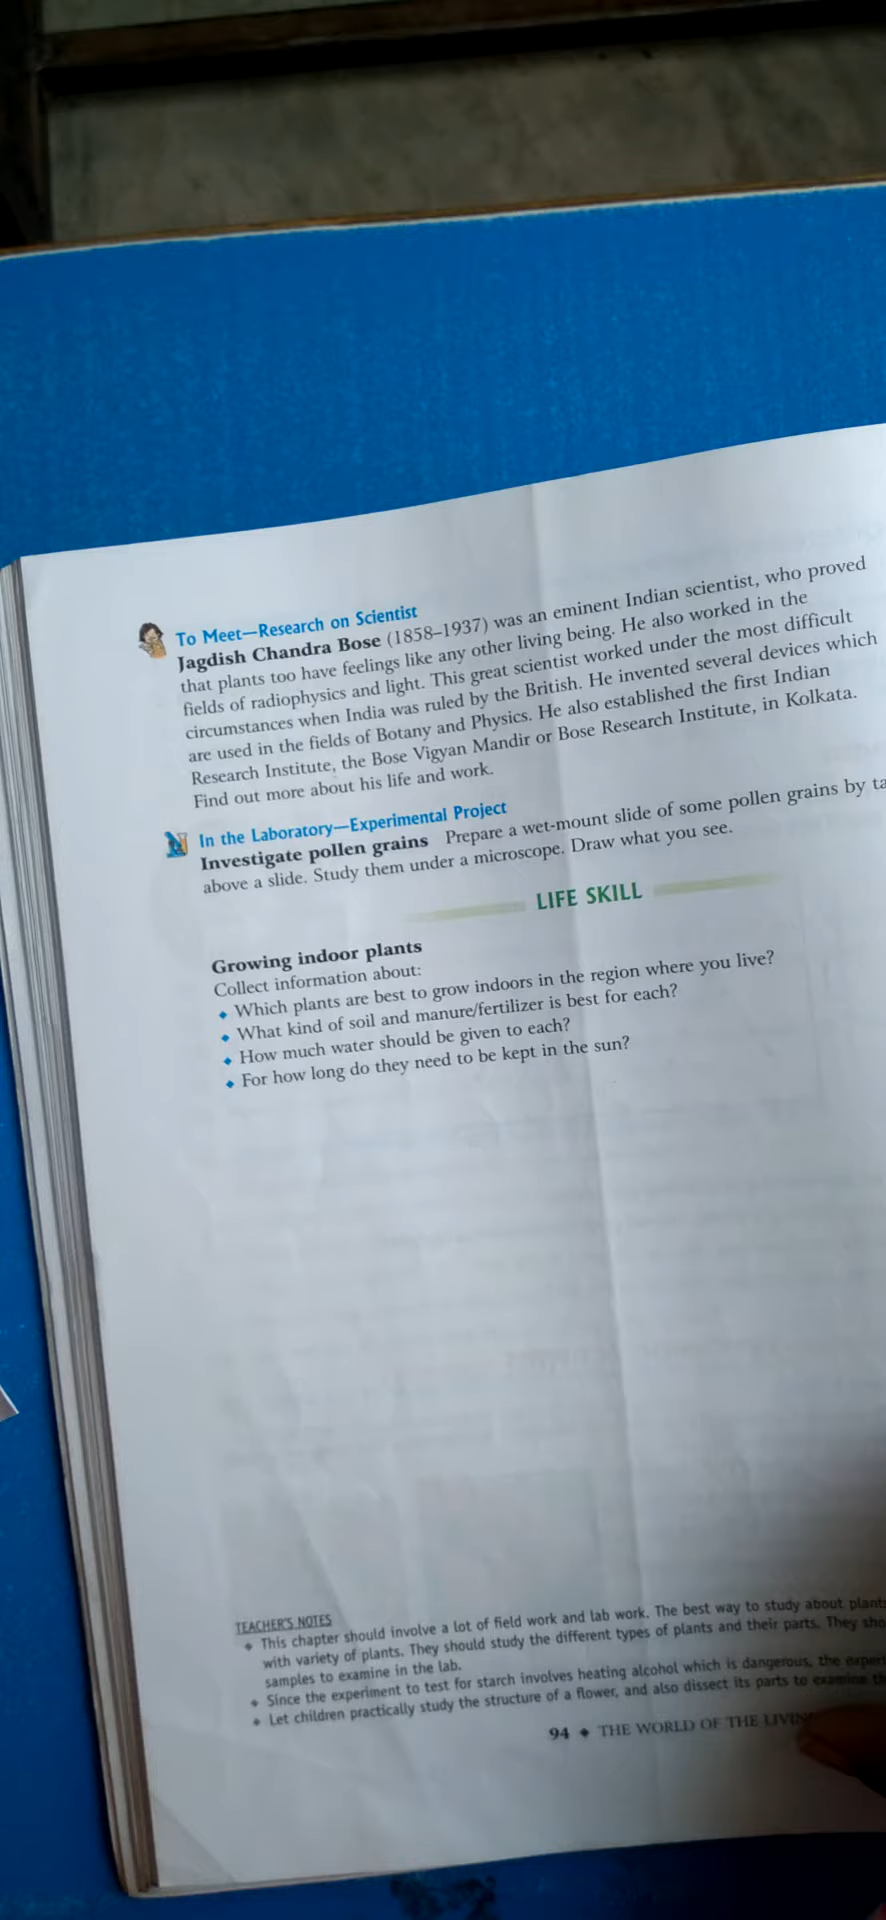 To Meet—Research on Scientist
Jagdish Chandra Bose (1858–1937) was an eminent Indian scientist, who proved
that plants too have feelings like any other living being. He also worked in the
fields of radiophysics and light. This great scientist worked under the most difficult
circumstances when India was ruled by the British. He invented several devices which
are used in the fields of Botany and Physics. He also established the first Indian
Research Institute, the Bose Vigyan Mandir or Bose Research Institute, in Kolkata.
Find out more about his life and work.
In the Laboratory—Experimental Project
Investigate pollen grains Prepare a wet-mount slide of some pollen grains by ta
above a slide. Study them under a microscope. Draw what you see.
LIFE SKILL
Growing indoor plants
Collect information about:
◆ Which plants are best to grow indoors in the region where you live?
◆ What kind of soil and manure/fertilizer is best for each?
◆ How much water should be given to each?
◆ For how long do they need to be kept in the sun?
TEACHER'S NOTES
◆ This chapter should involve a lot of field work and lab work. The best way to study about plants
with variety of plants. They should study the different types of plants and their parts. They sho
samples to examine in the lab.
◆ Since the experiment to test for starch involves heating alcohol which is dangerous, the exper
◆ Let children practically study the structure of a flower, and also dissect its parts to examine th
94 ◆ THE WORLD OF THE LIVIN